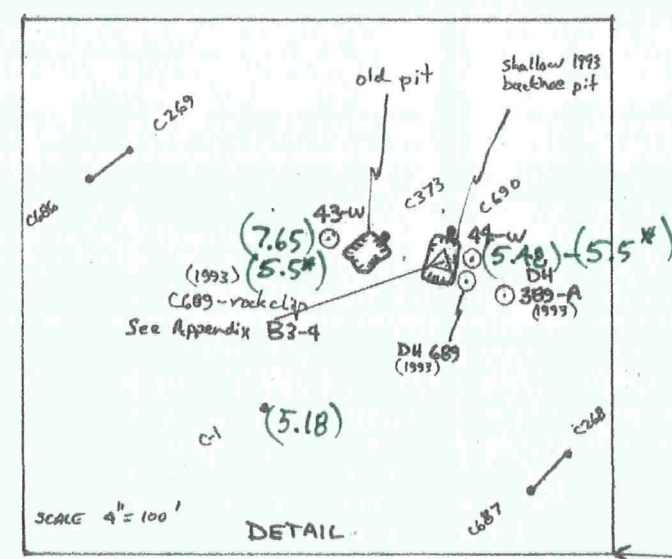 old pit
shallow 1993
backhoe pit
C269
C686
C373
C690
43-W
(7.65)
(5.5*)
44-W
(5.48)-(5.5*)
DH
389-A
(1993)
(1993)
C689-rock clip
See Appendix B3-4
DH 689
(1993)
C-1
(5.18)
C268
C687
SCALE 4"=100'
DETAIL